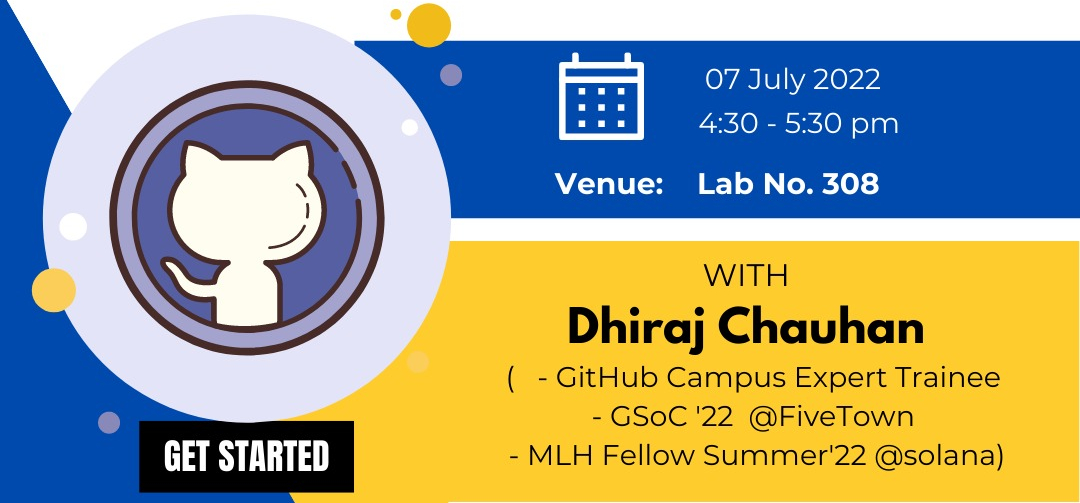 07 July 2022
4:30 - 5:30 pm
Venue: Lab No. 308
WITH
Dhiraj Chauhan
( - GitHub Campus Expert Trainee
- GSoC '22 @FiveTown
- MLH Fellow Summer'22 @solana)
GET STARTED